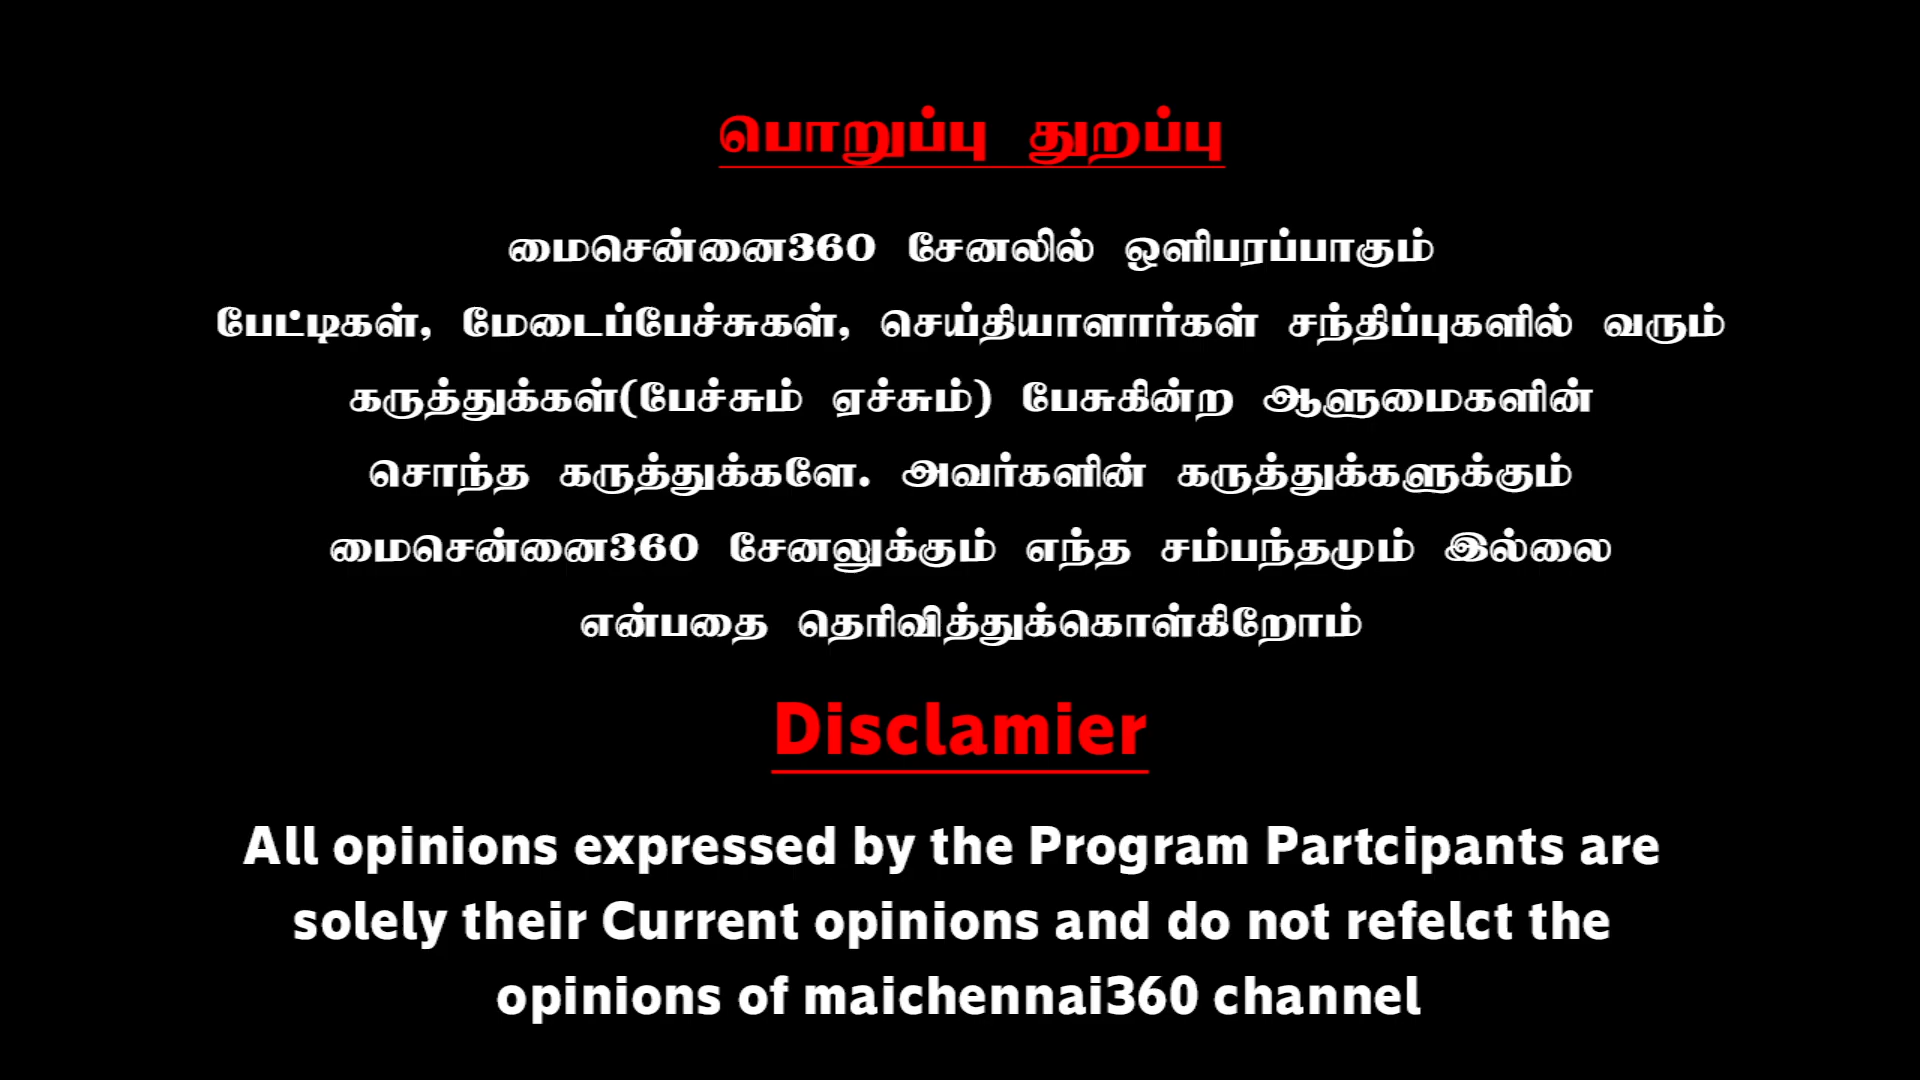 பொறுப்பு துறப்பு
மைசென்னை360 சேனலில் ஒளிபரப்பாகும்
பேட்டிகள், மேடைப்பேச்சுகள், செய்தியாளார்கள் சந்திப்புகளில் வரும்
கருத்துக்கள்(பேச்சும் ஏச்சும்) பேசுகின்ற ஆளுமைகளின்
சொந்த கருத்துக்களே. அவர்களின் கருத்துக்களுக்கும்
மைசென்னை360 சேனலுக்கும் எந்த சம்பந்தமும் இல்லை
என்பதை தெரிவித்துக்கொள்கிறோம்
Disclamier
All opinions expressed by the Program Partcipants are
solely their Current opinions and do not refelct the
opinions of maichennai360 channel